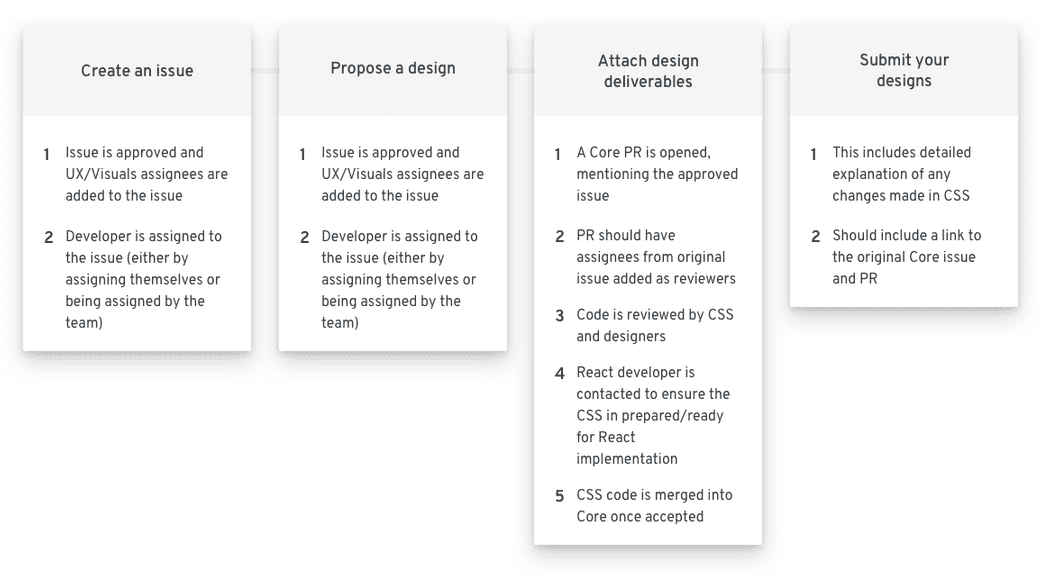 Create an issue
1 Issue is approved and
UX/Visuals assignees are
added to the issue
2 Developer is assigned to
the issue (either by
assigning themselves or
being assigned by the
team)
Propose a design
1 Issue is approved and
UX/Visuals assignees are
added to the issue
2 Developer is assigned to
the issue (either by
assigning themselves or
being assigned by the
team)
Attach design
deliverables
1 A Core PR is opened,
mentioning the approved
issue
2 PR should have
assignees from original
issue added as reviewers
3 Code is reviewed by CSS
and designers
4 React developer is
contacted to ensure the
CSS in prepared/ready
for React
implementation
5 CSS code is merged into
Core once accepted
Submit your
designs
1 This includes detailed
explanation of any
changes made in CSS
2 Should include a link to
the original Core issue
and PR